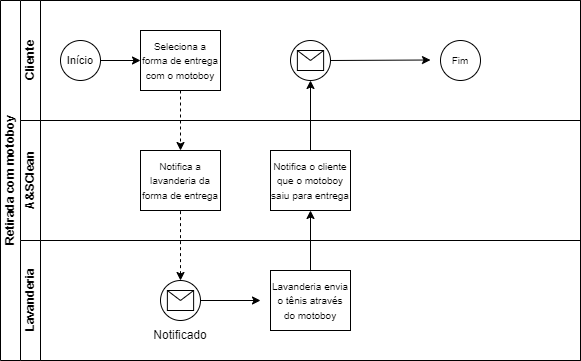 Retirada com motoboy
Cliente
Início
Seleciona a
forma de entrega
com o motoboy
Fim
A&SClean
Notifica a
lavanderia da
forma de entrega
Notifica o cliente
que o motoboy
saiu para entrega
Lavanderia
Notificado
Lavanderia envia
o tênis através
do motoboy